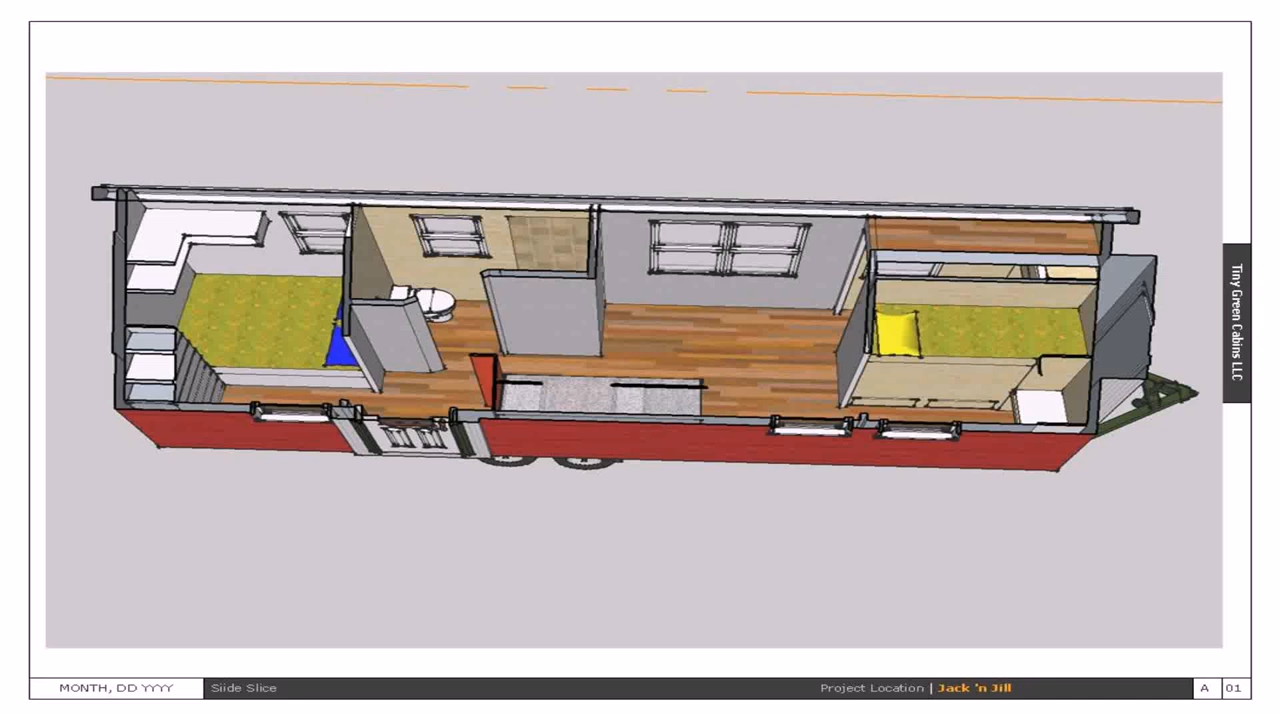 Tiny Green Cabins LLC
MONTH, DD YYYY
Siide Slice
Project Location | Jack 'n Jill
A
01